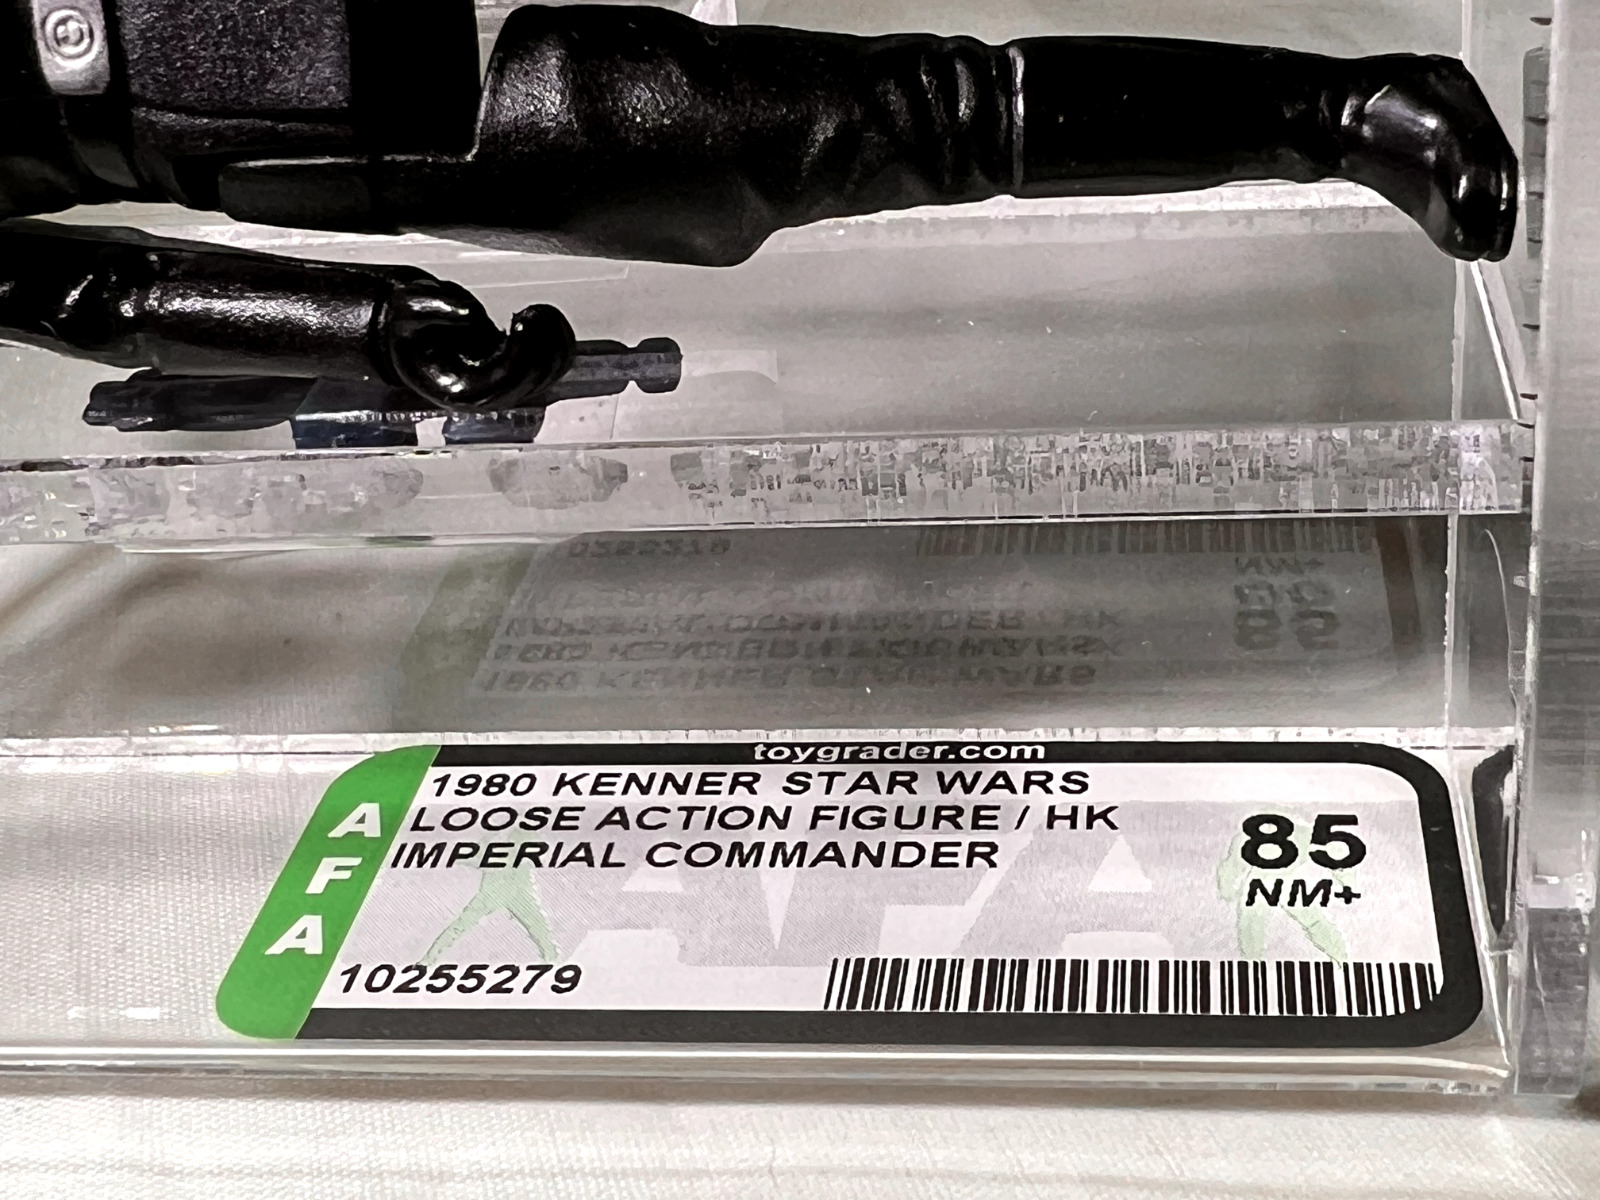 toygrader.com
1980 KENNER STAR WARS
LOOSE ACTION FIGURE / HK
IMPERIAL COMMANDER
85
NM+
AFA
10255279